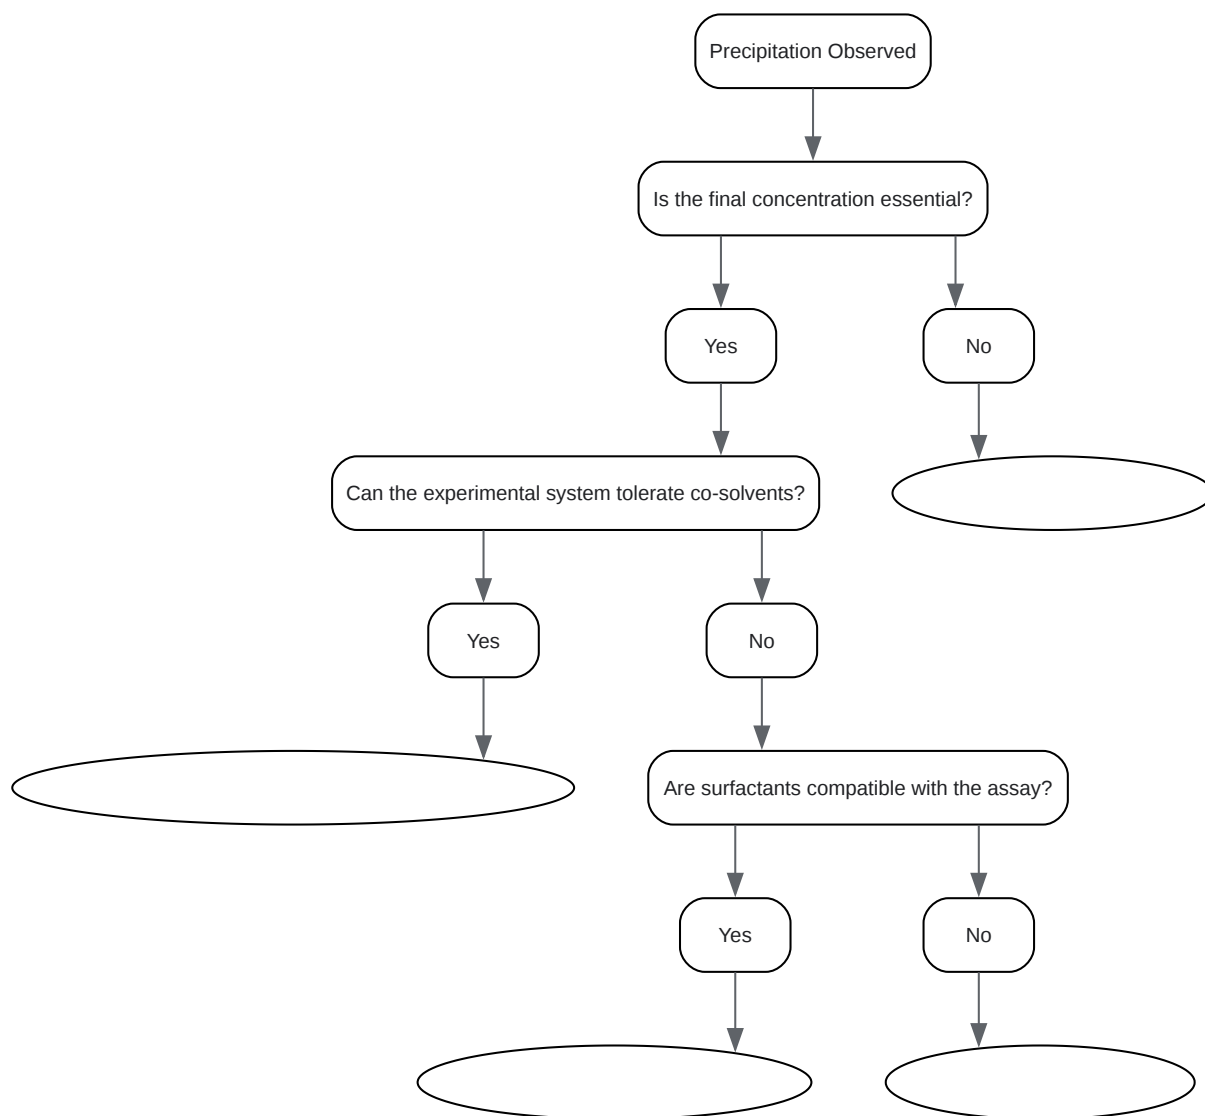 Precipitation Observed
Is the final concentration essential?
Yes
No
Can the experimental system tolerate co-solvents?
Yes
No
Are surfactants compatible with the assay?
Yes
No